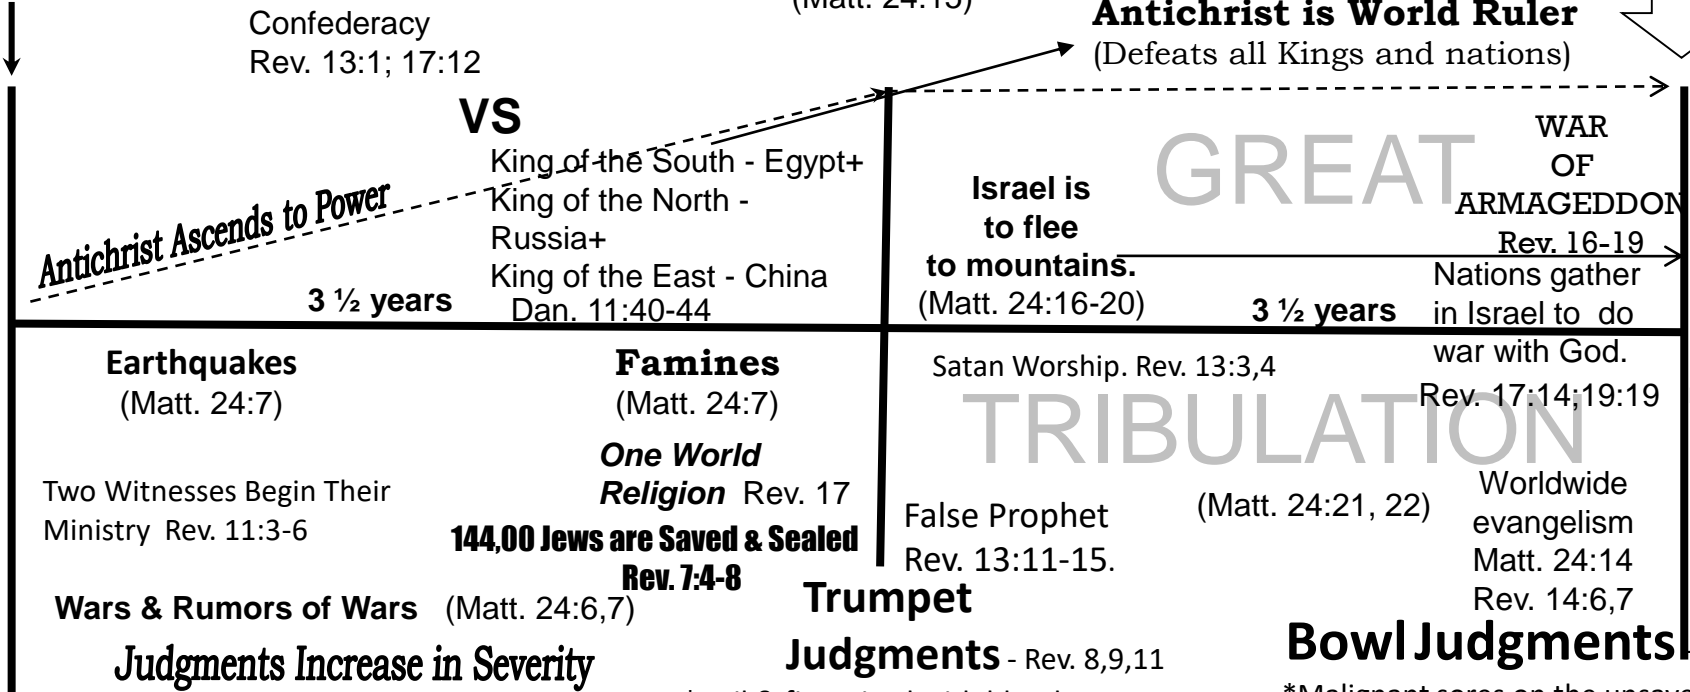 Confederacy
Rev. 13:1; 17:12
(Matt. 24:15)
Antichrist is World Ruler
(Defeats all Kings and nations)
VS
King of the South - Egypt+
King of the North -
Russia+
King of the East - China
Dan. 11:40-44
Antichrist Ascends to Power
3 ½ years
Israel is
to flee
to mountains.
(Matt. 24:16-20)
GREAT
WAR
OF
ARMAGEDDON
Rev. 16-19
Nations gather
in Israel to do
war with God.
Rev. 17:14;19:19
3 ½ years
Earthquakes
(Matt. 24:7)
Famines
(Matt. 24:7)
One World
Religion Rev. 17
Two Witnesses Begin Their
Ministry Rev. 11:3-6
144,00 Jews are Saved & Sealed
Rev. 7:4-8
Wars & Rumors of Wars (Matt. 24:6,7)
Judgments Increase in Severity
Satan Worship. Rev. 13:3,4
TRIBULATION
(Matt. 24:21, 22)
False Prophet
Rev. 13:11-15.
Worldwide
evangelism
Matt. 24:14
Rev. 14:6,7
Trumpet
Judgments - Rev. 8,9,11
Bowl Judgments
*Malignant sores on the